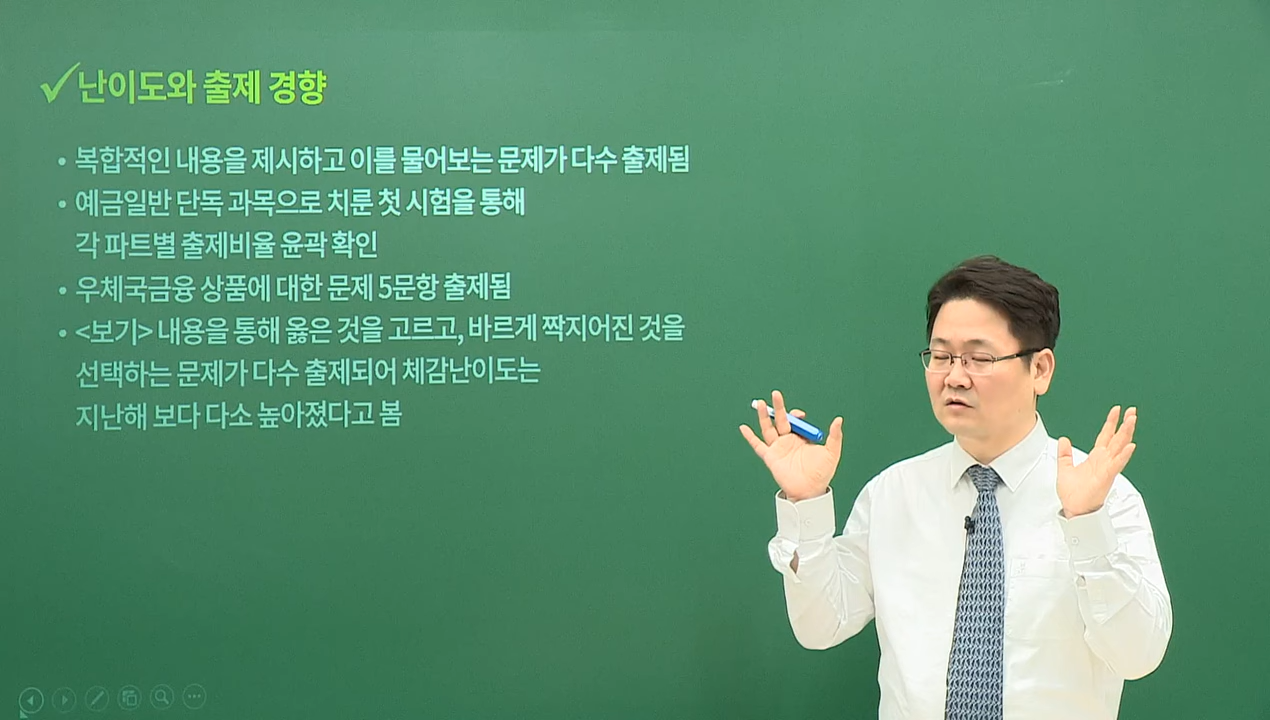 난이도와 출제 경향
• 복합적인 내용을 제시하고 이를 물어보는 문제가 다수 출제됨
• 예금일반 단독 과목으로 치룬 첫 시험을 통해
각 파트별 출제비율 윤곽 확인
• 우체국금융 상품에 대한 문제 5문항 출제됨
• <보기> 내용을 통해 옳은 것을 고르고, 바르게 짝지어진 것을
선택하는 문제가 다수 출제되어 체감난이도는
지난해 보다 다소 높아졌다고 봄